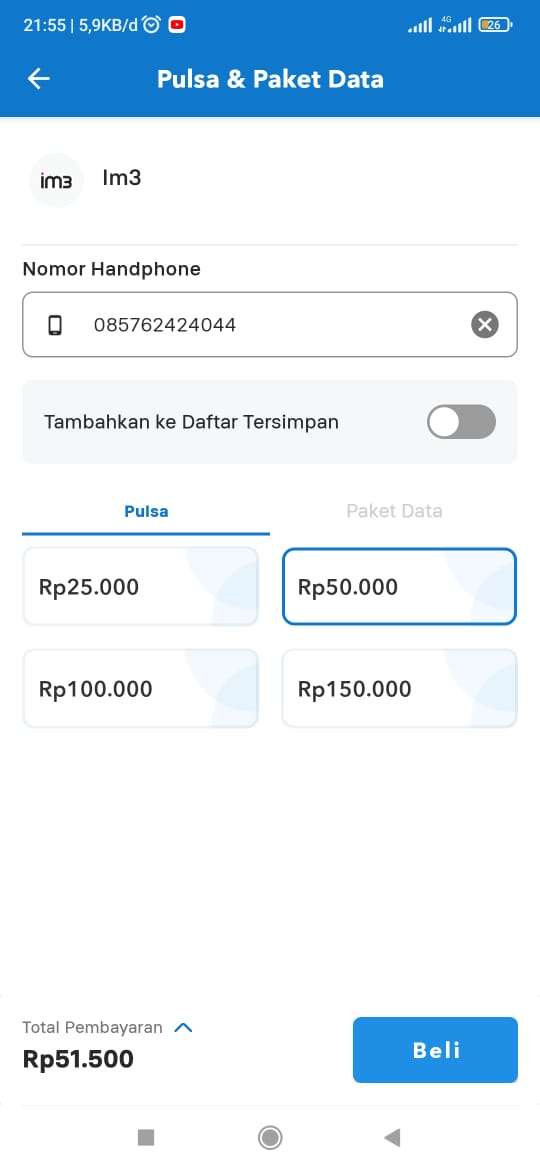 21:55 | 5,9KB/d 4G 26
Pulsa & Paket Data
im3 Im3
Nomor Handphone
085762424044
Tambahkan ke Daftar Tersimpan
Pulsa Paket Data
Rp25.000 Rp50.000
Rp100.000 Rp150.000
Total Pembayaran
Rp51.500
Beli